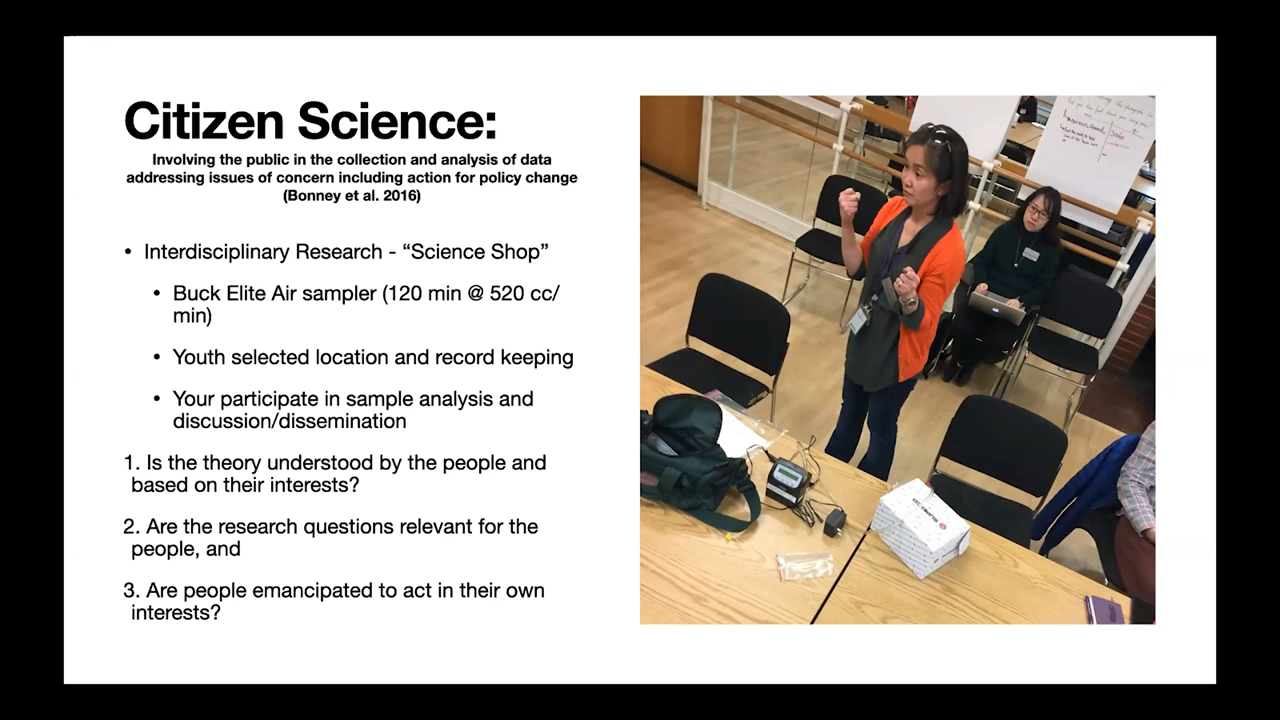 Citizen Science:
Involving the public in the collection and analysis of data
addressing issues of concern including action for policy change
(Bonney et al. 2016)
• Interdisciplinary Research - “Science Shop”
• Buck Elite Air sampler (120 min @ 520 cc/
min)
• Youth selected location and record keeping
• Your participate in sample analysis and
discussion/dissemination
1. Is the theory understood by the people and
based on their interests?
2. Are the research questions relevant for the
people, and
3. Are people emancipated to act in their own
interests?